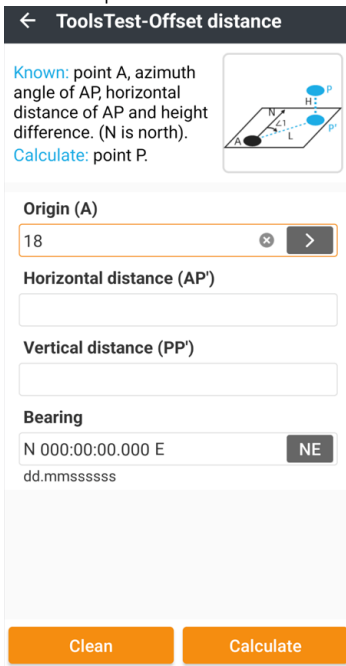 ← ToolsTest-Offset distance
Known: point A, azimuth
angle of AP, horizontal
distance of AP and height
difference. (N is north).
Calculate: point P.
P
H
N
∠1
P'
A
L
Origin (A)
18
Horizontal distance (AP')
Vertical distance (PP')
Bearing
N 000:00:00.000 E
NE
dd.mmssssss
Clean
Calculate